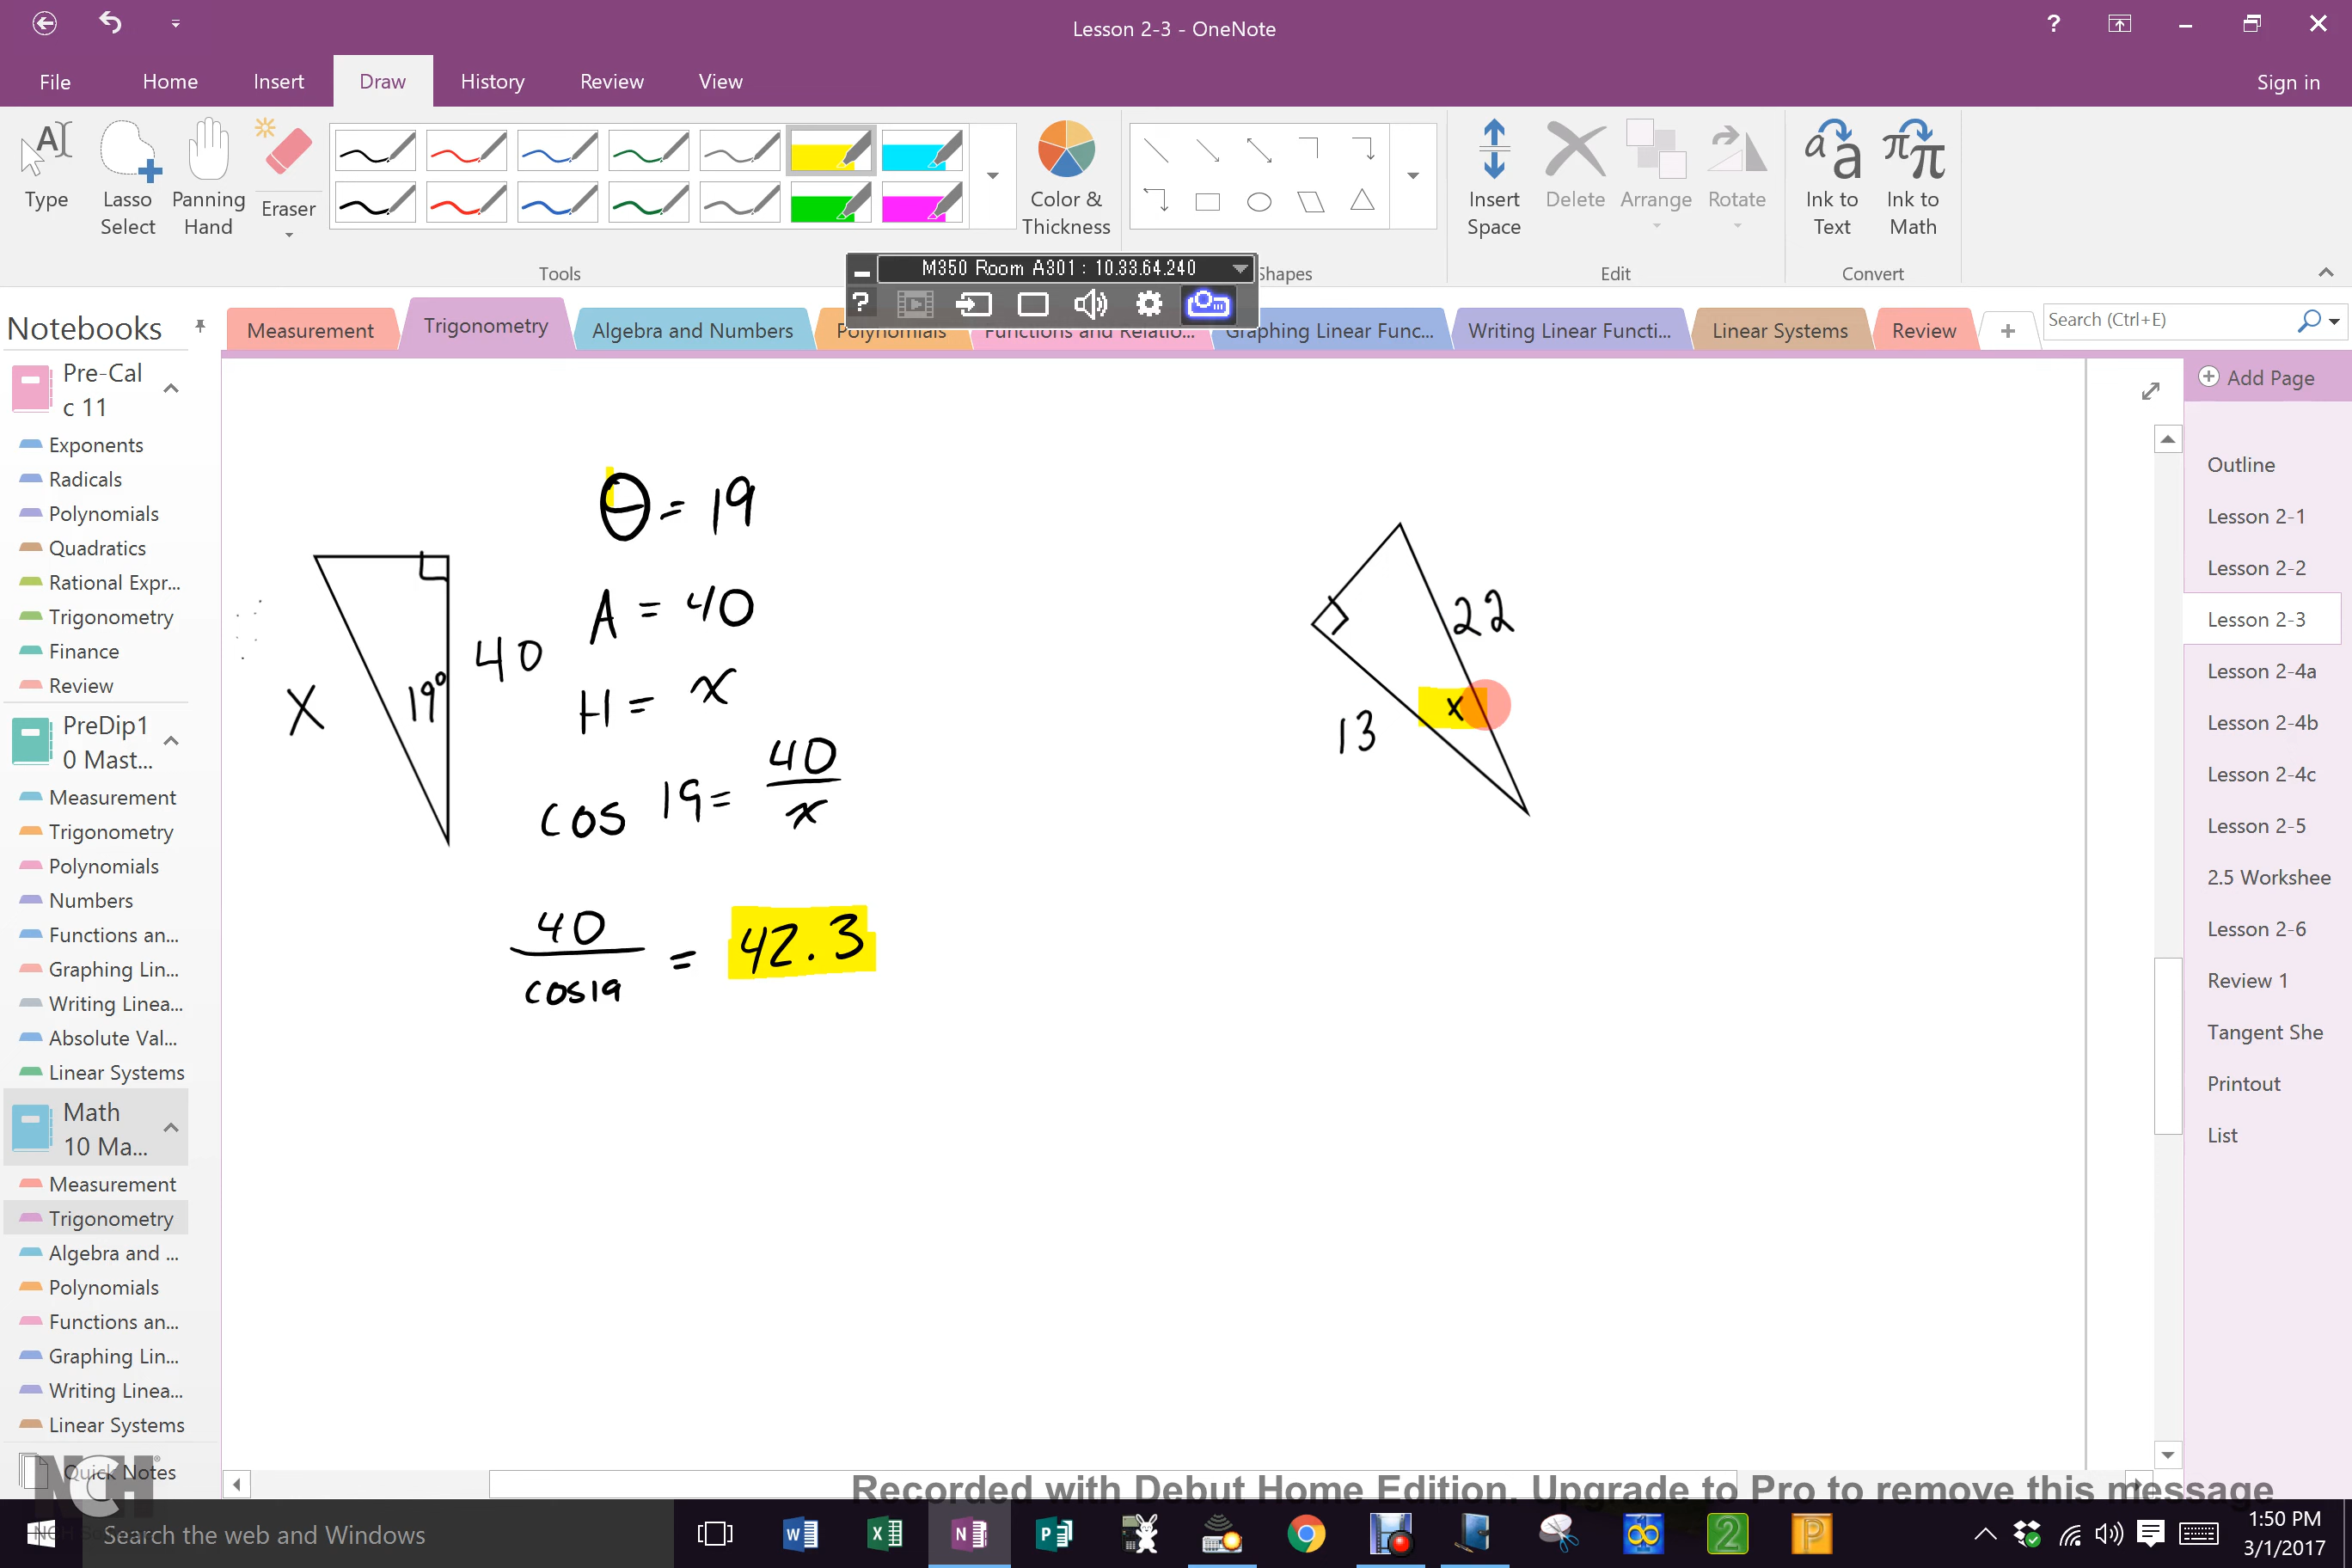 Lesson 2-3 - OneNote
File Home Insert Draw History Review View Sign in
Type
Lasso Select
Panning Hand
Eraser
Color & Thickness
Insert Space
Delete
Arrange
Rotate
Ink to Text
Ink to Math
Tools
Shapes
Edit
Convert
M350 Room A301 : 10.33.64.240
Notebooks
Measurement Trigonometry Algebra and Numbers Polynomials Functions and Relatio... Graphing Linear Func... Writing Linear Functi... Linear Systems Review
Search (Ctrl+E)
Pre-Cal
c 11
Exponents
Radicals
Polynomials
Quadratics
Rational Expr...
Trigonometry
Finance
Review
PreDip1
0 Mast...
Measurement
Trigonometry
Polynomials
Numbers
Functions an...
Graphing Lin...
Writing Linea...
Absolute Val...
Linear Systems
Math
10 Ma...
Measurement
Trigonometry
Algebra and ...
Polynomials
Functions an...
Graphing Lin...
Writing Linea...
Linear Systems
Quick Notes
X
19°
40
θ = 19
A = 40
H = x
cos 19 = 40/x
40/cos19 = 42.3
22
x
13
Add Page
Outline
Lesson 2-1
Lesson 2-2
Lesson 2-3
Lesson 2-4a
Lesson 2-4b
Lesson 2-4c
Lesson 2-5
2.5 Workshee
Lesson 2-6
Review 1
Tangent She
Printout
List
NCH
Recorded with Debut Home Edition. Upgrade to Pro to remove this message
Search the web and Windows
1:50 PM
3/1/2017